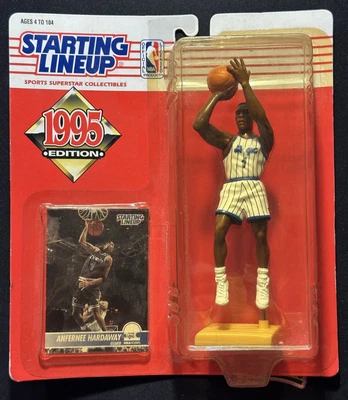 AGES 4 TO 104
STARTING
LINEUP
SPORTS SUPERSTAR COLLECTIBLES
NBA
1995
EDITION
STARTING
LINEUP
ANFERNEE HARDAWAY